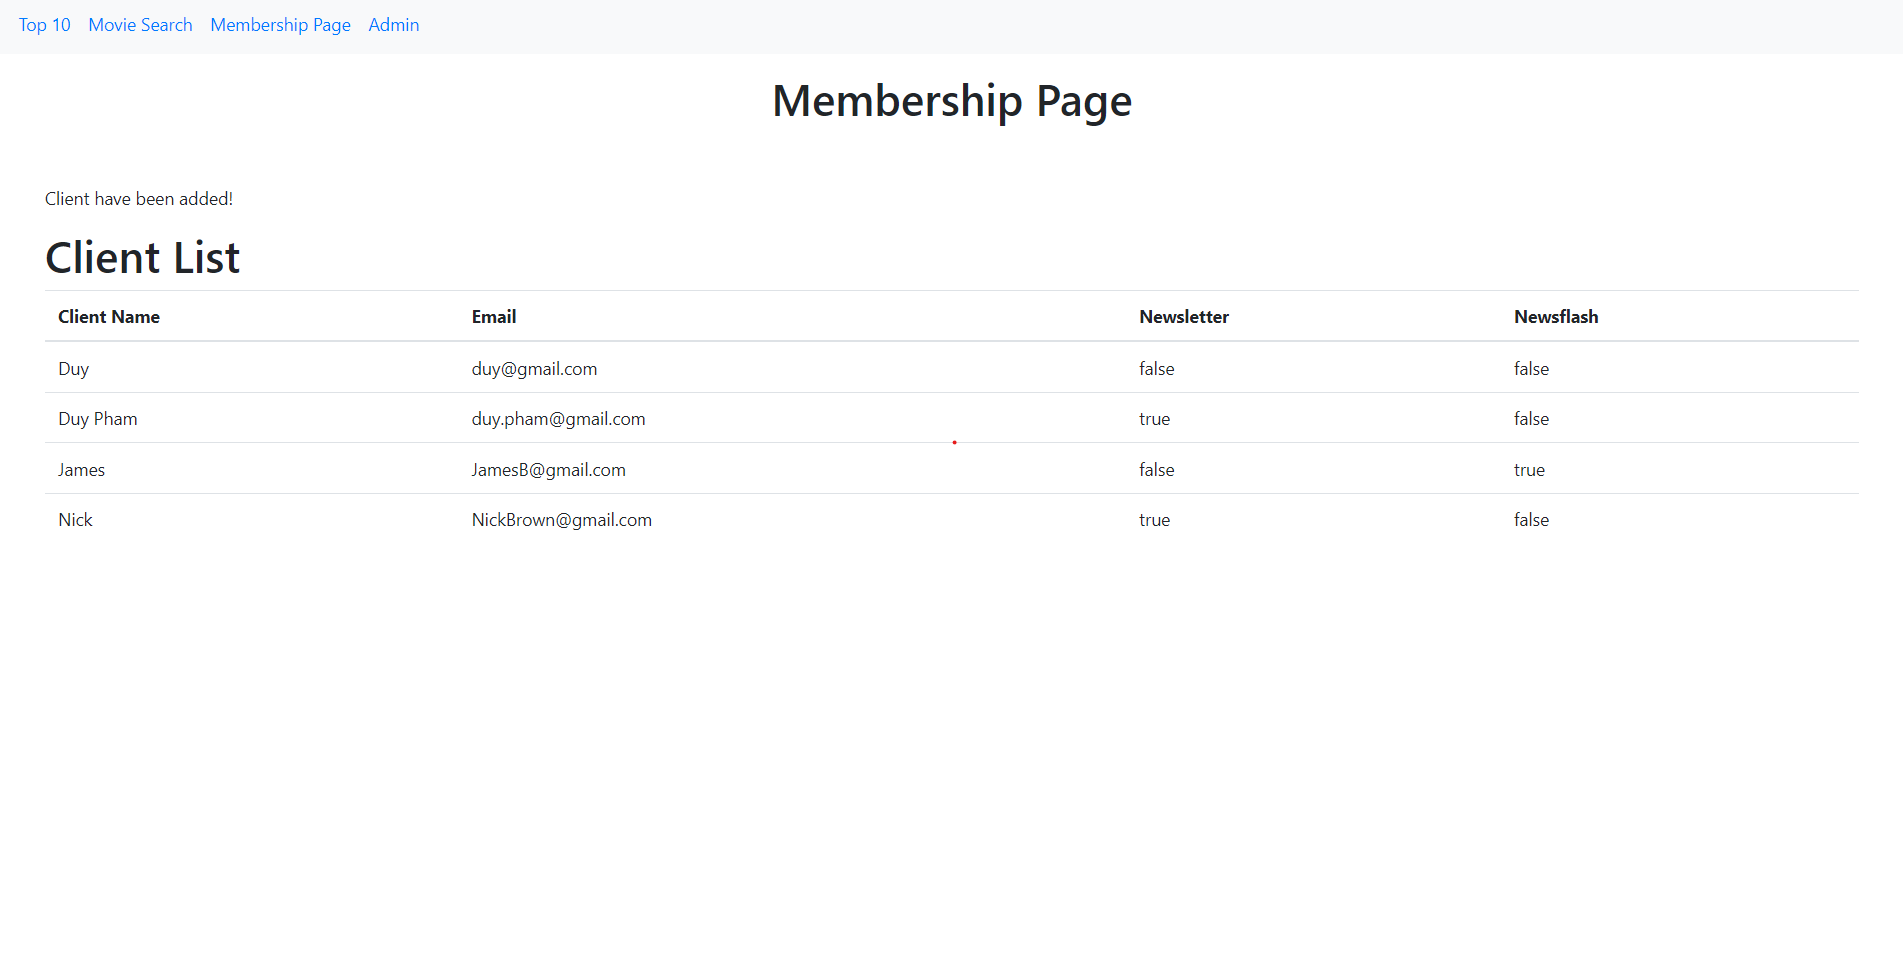 Top 10 Movie Search Membership Page Admin
Membership Page
Client have been added!
Client List
Client Name Email Newsletter Newsflash
Duy duy@gmail.com false false
Duy Pham duy.pham@gmail.com true false
James JamesB@gmail.com false true
Nick NickBrown@gmail.com true false